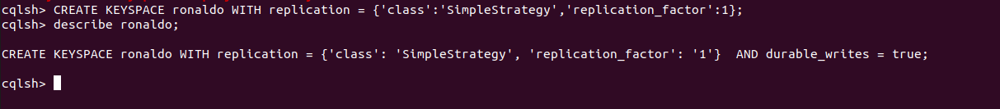 cqlsh> CREATE KEYSPACE ronaldo WITH replication = {'class':'SimpleStrategy','replication_factor':1};
cqlsh> describe ronaldo;
CREATE KEYSPACE ronaldo WITH replication = {'class': 'SimpleStrategy', 'replication_factor': '1'}  AND durable_writes = true;
cqlsh>